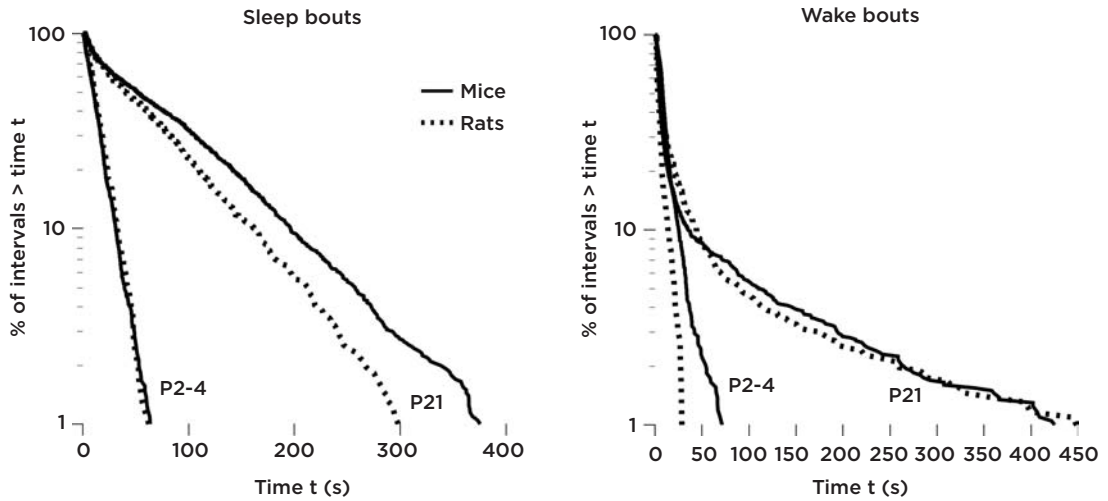 Sleep bouts
100
10
1
% of intervals > time t
Mice
Rats
P2-4
P21
0 100 200 300 400
Time t (s)
Wake bouts
100
10
1
% of intervals > time t
P2-4
P21
0 50 100 150 200 250 300 350 400 450
Time t (s)